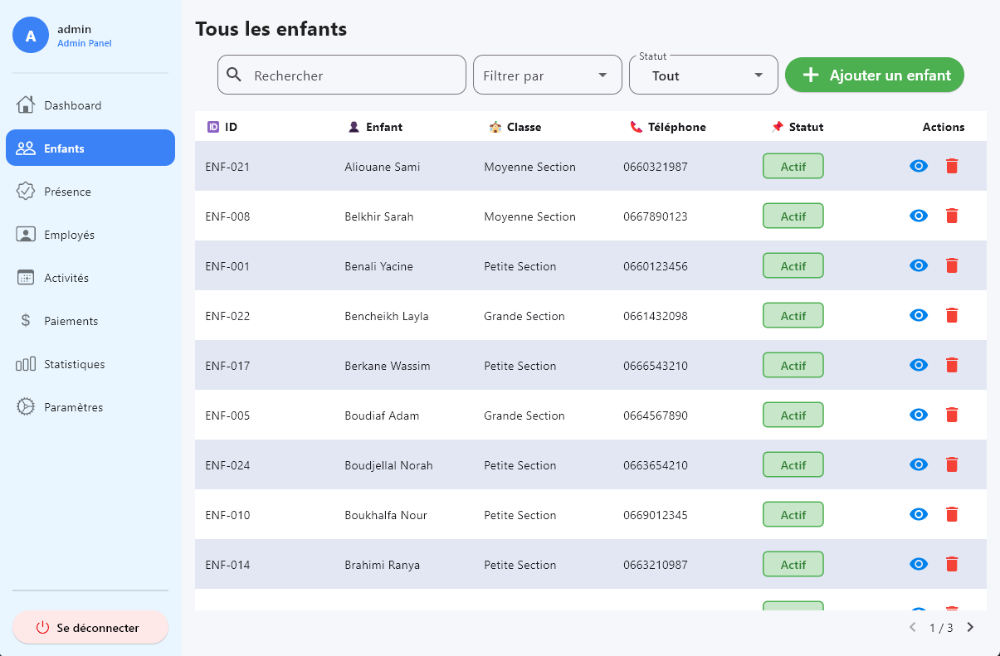 A
admin
Admin Panel
Dashboard
Enfants
Présence
Employés
Activités
$ Paiements
Statistiques
Paramètres
Se déconnecter
Tous les enfants
Rechercher
Filtrer par
Statut
Tout
+ Ajouter un enfant
ID ID Enfant Classe Téléphone Statut Actions
ENF-021 Aliouane Sami Moyenne Section 0660321987 Actif
ENF-008 Belkhir Sarah Moyenne Section 0667890123 Actif
ENF-001 Benali Yacine Petite Section 0660123456 Actif
ENF-022 Bencheikh Layla Grande Section 0661432098 Actif
ENF-017 Berkane Wassim Petite Section 0666543210 Actif
ENF-005 Boudiaf Adam Grande Section 0664567890 Actif
ENF-024 Boudjellal Norah Petite Section 0663654210 Actif
ENF-010 Boukhalfa Nour Petite Section 0669012345 Actif
ENF-014 Brahimi Ranya Petite Section 0663210987 Actif
1 / 3